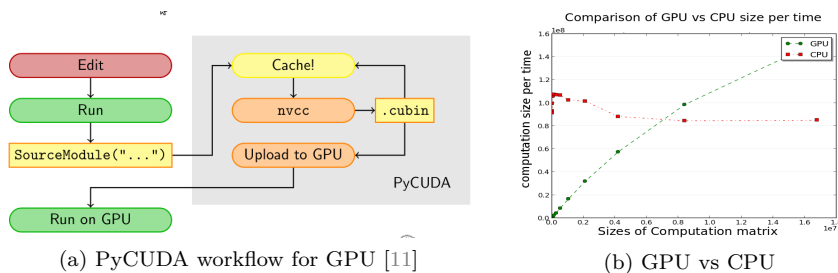 Edit
Run
SourceModule("...")
Run on GPU
Cache!
nvcc
.cubin
Upload to GPU
PyCUDA
(a) PyCUDA workflow for GPU [11]
Comparison of GPU vs CPU size per time
1e8
1.6
1.4
1.2
1.0
0.8
0.6
0.4
0.2
0.0
computation size per time
GPU
CPU
0.0 0.2 0.4 0.6 0.8 1.0 1.2 1.4 1.6 1.8
1e7
Sizes of Computation matrix
(b) GPU vs CPU